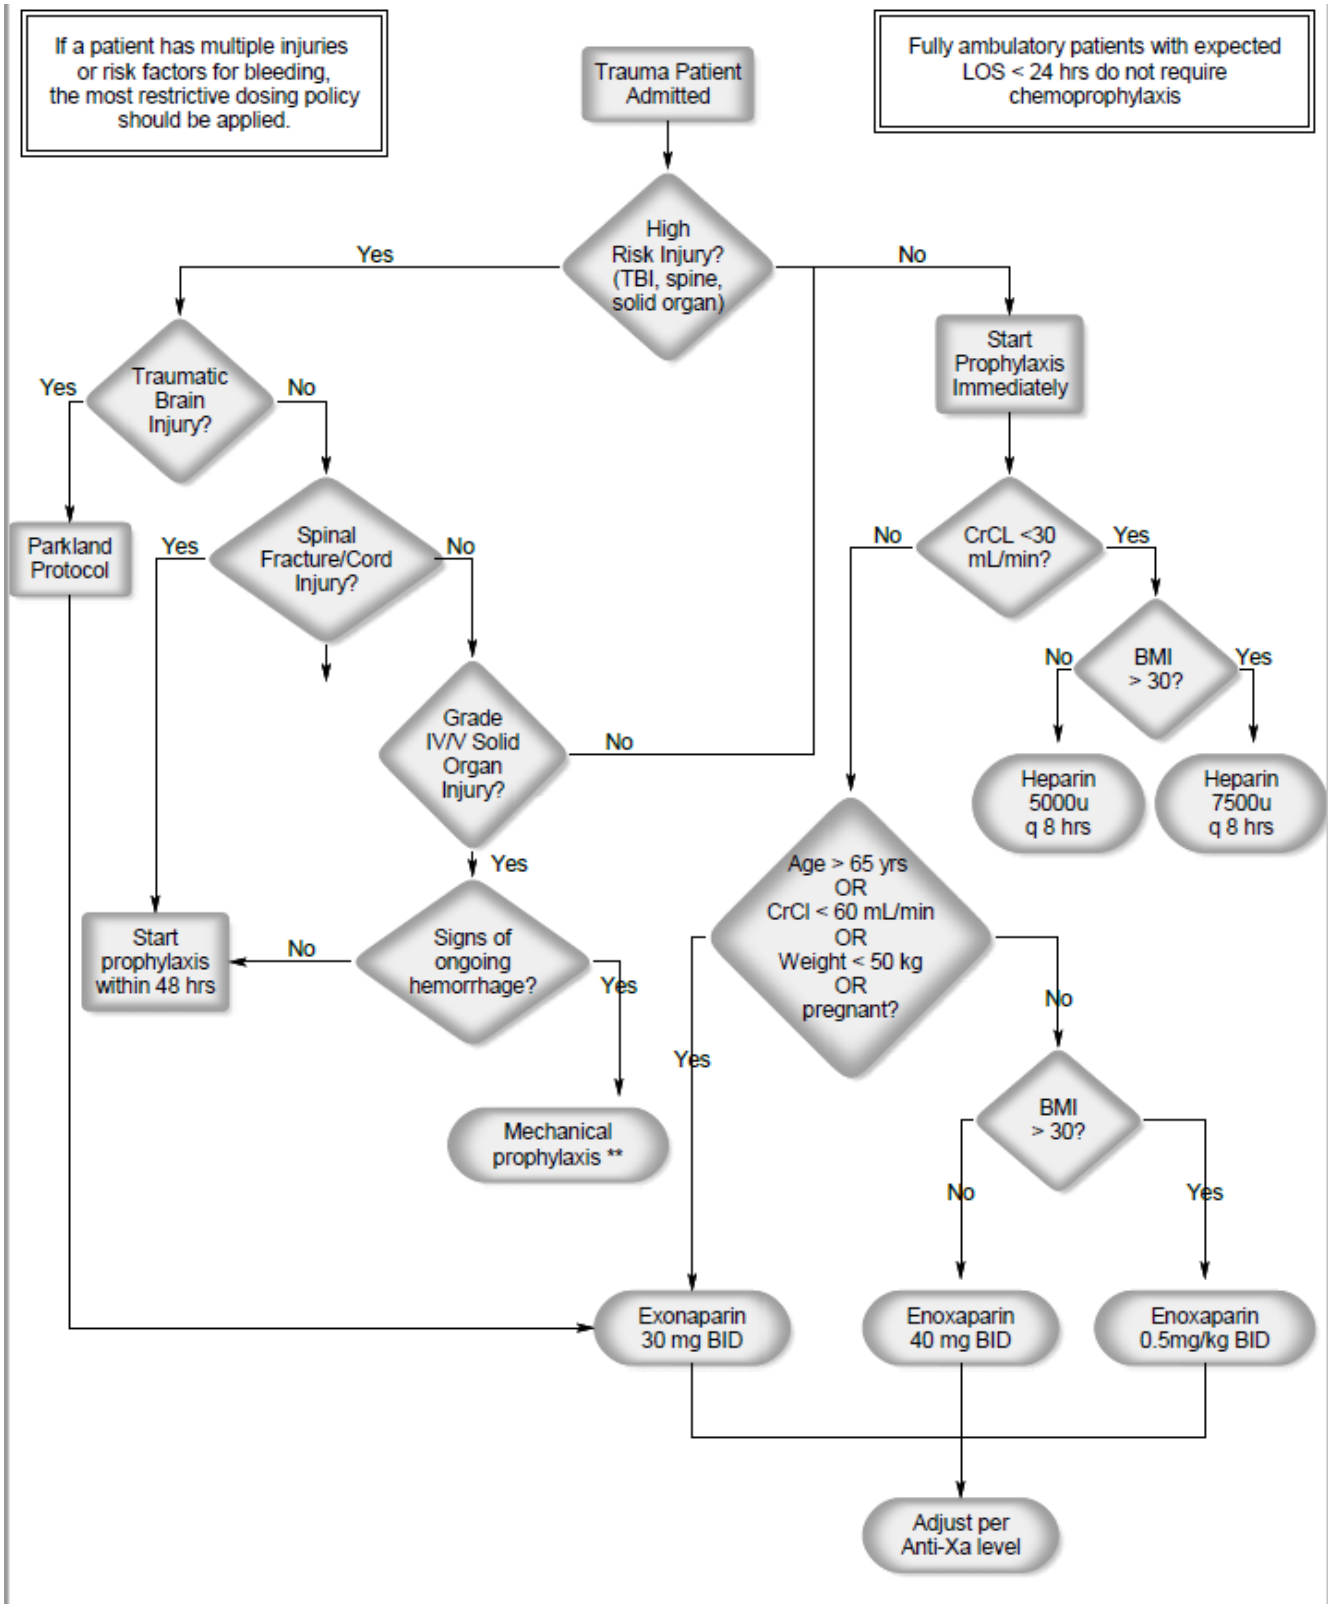 If a patient has multiple injuries
or risk factors for bleeding,
the most restrictive dosing policy
should be applied.
Trauma Patient
Admitted
Fully ambulatory patients with expected
LOS < 24 hrs do not require
chemoprophylaxis
High
Risk Injury?
(TBI, spine,
solid organ)
Yes
No
Traumatic
Brain
Injury?
Yes
No
Start
Prophylaxis
Immediately
Parkland
Protocol
Spinal
Fracture/Cord
Injury?
Yes
No
CrCL <30
mL/min?
No
Yes
BMI
> 30?
No
Yes
Grade
IV/V Solid
Organ
Injury?
No
Yes
Heparin
5000u
q 8 hrs
Heparin
7500u
q 8 hrs
Age > 65 yrs
OR
CrCl < 60 mL/min
OR
Weight < 50 kg
OR
pregnant?
Yes
No
Start
prophylaxis
within 48 hrs
No
Signs of
ongoing
hemorrhage?
Yes
Mechanical
prophylaxis **
BMI
> 30?
No
Yes
Exonaparin
30 mg BID
Enoxaparin
40 mg BID
Enoxaparin
0.5mg/kg BID
Adjust per
Anti-Xa level